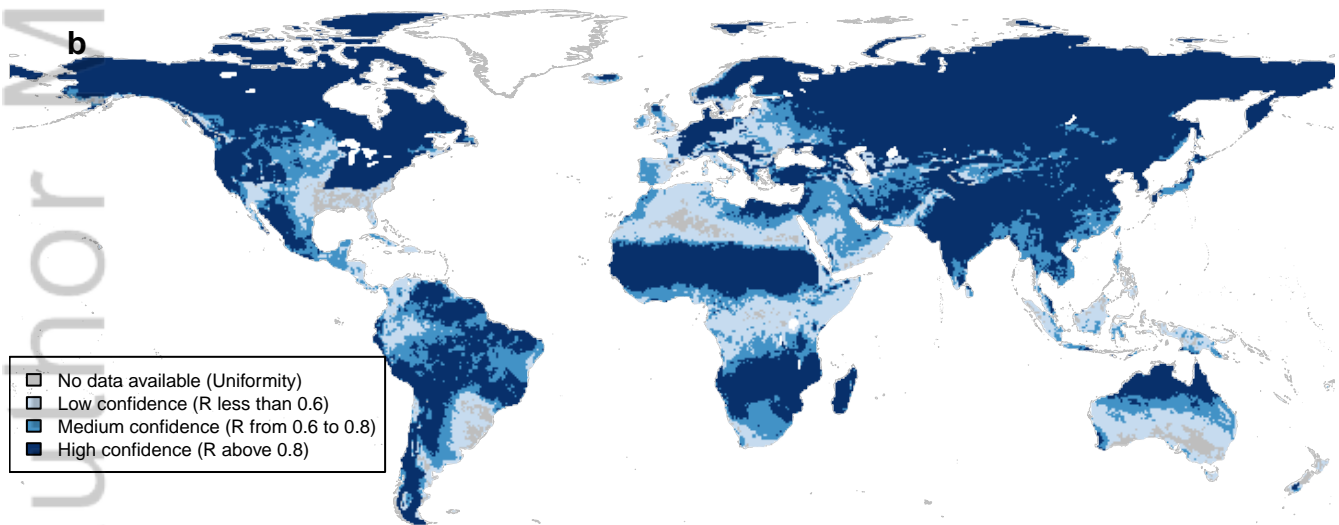 b
No data available (Uniformity)
Low confidence (R less than 0.6)
Medium confidence (R from 0.6 to 0.8)
High confidence (R above 0.8)
uthor M